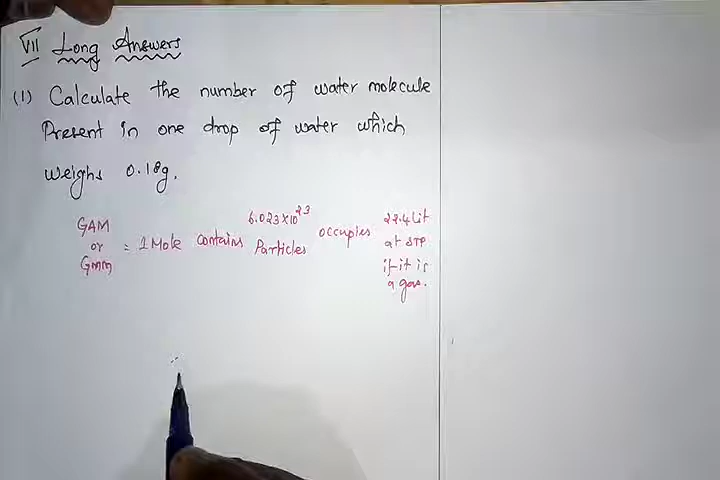 VII Long Answers
(1) Calculate the number of water molecule
Present in one drop of water which
weighs 0.18g.
GAM or GMM = 1 Mole contains 6.023×10²³ Particles occupies 22.4 Lit at STP if it is a gas.